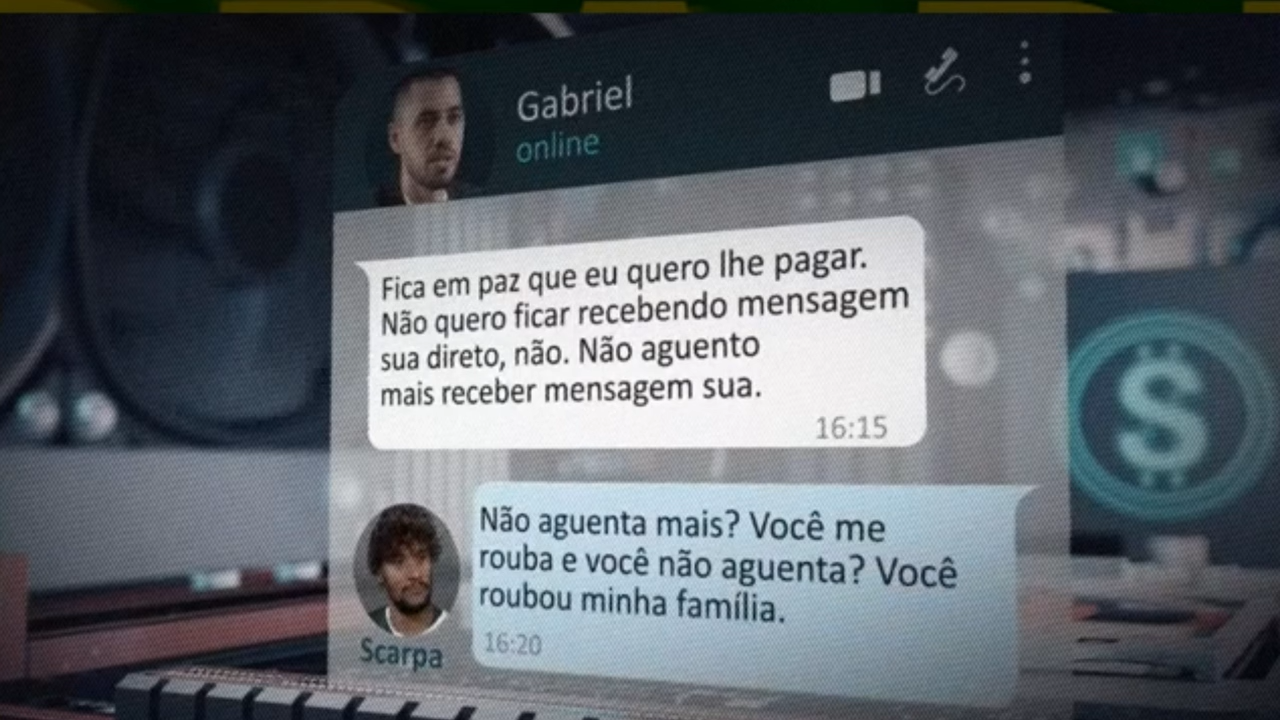 Gabriel
online
Fica em paz que eu quero lhe pagar.
Não quero ficar recebendo mensagem
sua direto, não. Não aguento
mais receber mensagem sua.
16:15
Não aguenta mais? Você me
rouba e você não aguenta? Você
roubou minha família.
16:20
Scarpa
$